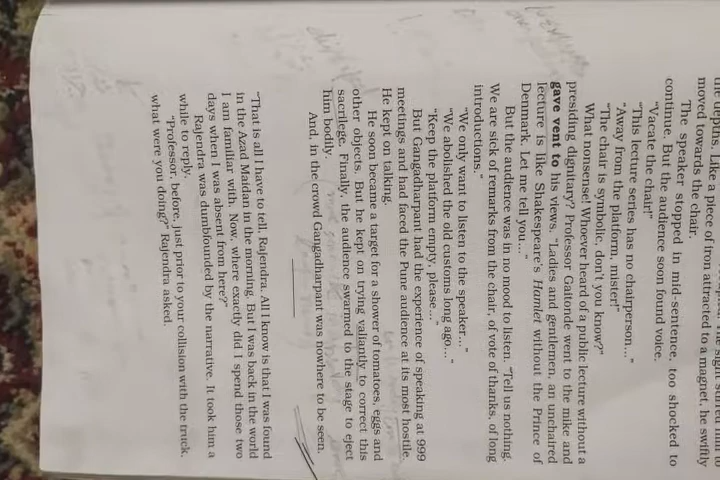 the depths. Like a piece of iron attracted to a magnet, he swiftly
moved towards the chair.
The speaker stopped in mid-sentence, too shocked to
continue. But the audience soon found voice.
"Vacate the chair!"
"This lecture series has no chairperson..."
"Away from the platform, mister!"
"The chair is symbolic, don't you know?"
What nonsense! Whoever heard of a public lecture without a
presiding dignitary? Professor Gaitonde went to the mike and
gave vent to his views. "Ladies and gentlemen, an unchaired
lecture is like Shakespeare's Hamlet without the Prince of
Denmark. Let me tell you..."
But the audience was in no mood to listen. "Tell us nothing.
We are sick of remarks from the chair, of vote of thanks, of long
introductions."
"We only want to listen to the speaker..."
"We abolished the old customs long ago..."
"Keep the platform empty, please..."
But Gangadharpant had the experience of speaking at 999
meetings and had faced the Pune audience at its most hostile.
He kept on talking.
He soon became a target for a shower of tomatoes, eggs and
other objects. But he kept on trying valiantly to correct this
sacrilege. Finally, the audience swarmed to the stage to eject
him bodily.
And, in the crowd Gangadharpant was nowhere to be seen.
"That is all I have to tell, Rajendra. All I know is that I was found
in the Azad Maidan in the morning. But I was back in the world
I am familiar with. Now, where exactly did I spend those two
days when I was absent from here?"
Rajendra was dumbfounded by the narrative. It took him a
while to reply.
"Professor, before, just prior to your collision with the truck,
what were you doing?" Rajendra asked.